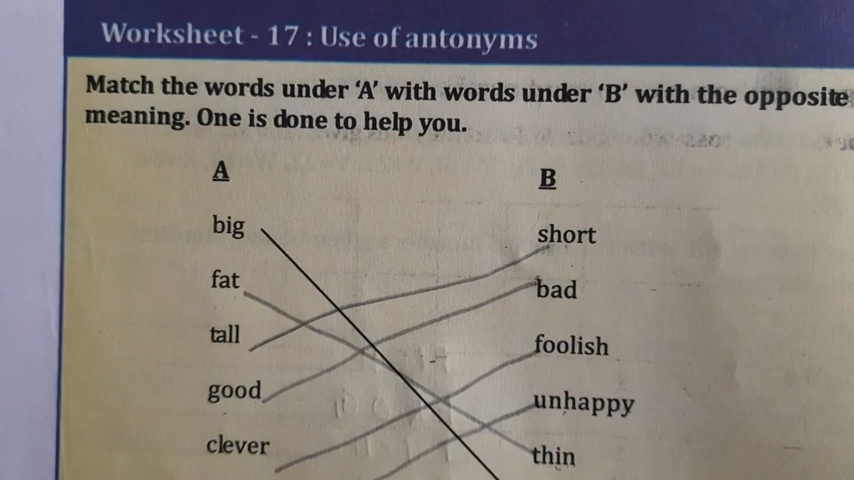 Worksheet - 17 : Use of antonyms
Match the words under ‘A’ with words under ‘B’ with the opposite
meaning. One is done to help you.
A B
big short
fat bad
tall foolish
good unhappy
clever thin